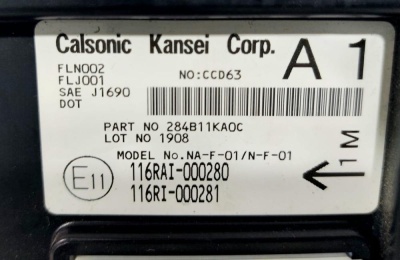 Calsonic Kansei Corp.
A 1
FLN002
NO:CCD63
FLJ001
SAE J1690
DOT
PART NO 284B11KA0C
LOT NO 1908
MODEL No.NA-F-01/N-F-01
E11
116RAI-000280
116RI-000281
1M